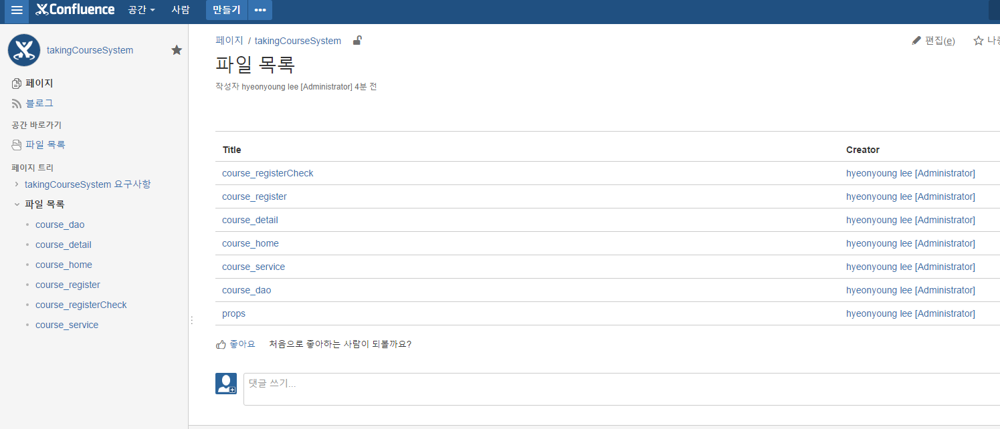 Confluence 공간 사람 만들기 •••
takingCourseSystem
페이지
블로그
공간 바로가기
파일 목록
페이지 트리
takingCourseSystem 요구사항
파일 목록
course_dao
course_detail
course_home
course_register
course_registerCheck
course_service
페이지 / takingCourseSystem
편집(e)
파일 목록
작성자 hyeonyoung lee [Administrator] 4분 전
Title Creator
course_registerCheck hyeonyoung lee [Administrator]
course_register hyeonyoung lee [Administrator]
course_detail hyeonyoung lee [Administrator]
course_home hyeonyoung lee [Administrator]
course_service hyeonyoung lee [Administrator]
course_dao hyeonyoung lee [Administrator]
props hyeonyoung lee [Administrator]
좋아요 처음으로 좋아하는 사람이 되볼까요?
댓글 쓰기...